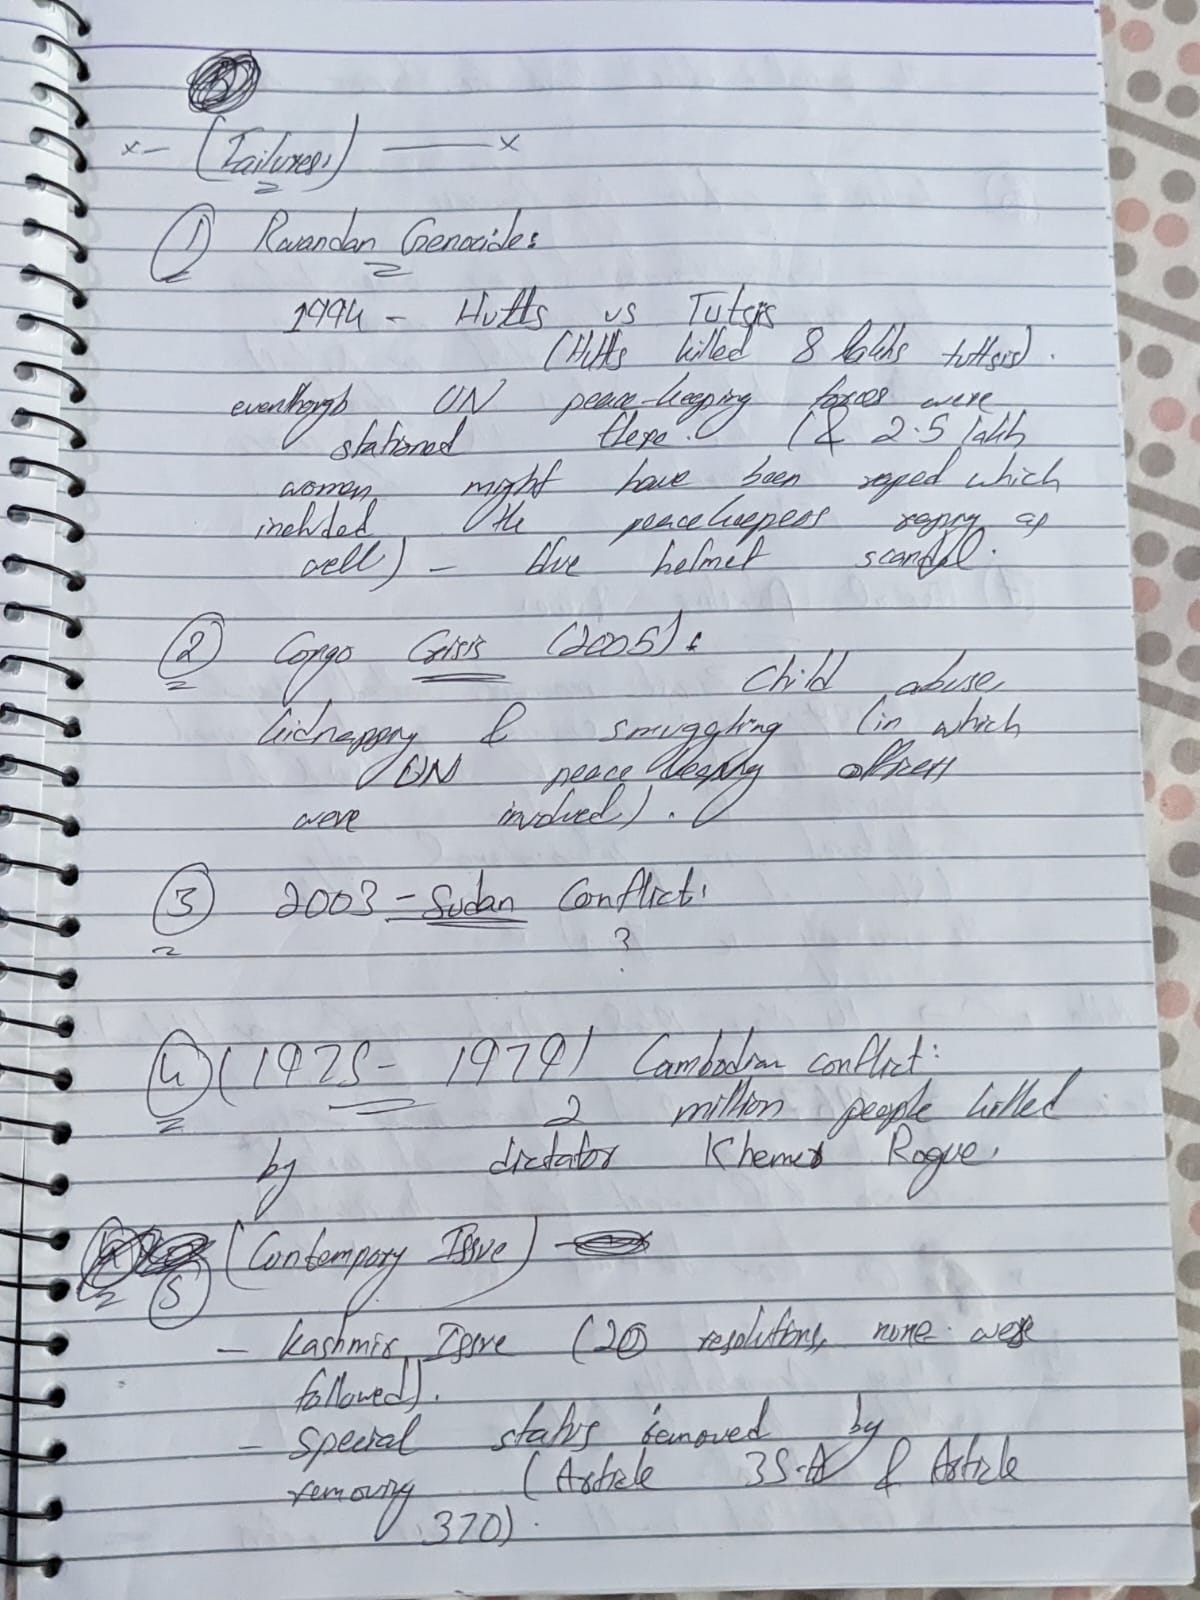 x- (Failures) —— x
① Rwandan Genocide:
1994 - Hutts vs Tutsis
(Hutts killed 8 lakhs tuttsis).
eventhough UN peace-keeping forces were
stationed there. (& 2.5 lakh
women might have been raped which
included the peacekeepers raping as
well) - blue helmet scandal.
② Congo Crisis (2005):
Child abuse,
kidnapping & smuggling (in which
UN peace keeping officers
were involved).
③ 2003 - Sudan Conflict:
?
④ (1975 - 1979) Cambodian conflict:
2 million people killed
by dictator Khemer Rogue.
⑤ (Contempory Issue) -
- Kashmir Issue (20 resolutions, none were
followed).
- special status removed by
removing (Article 35-A & Article
370).